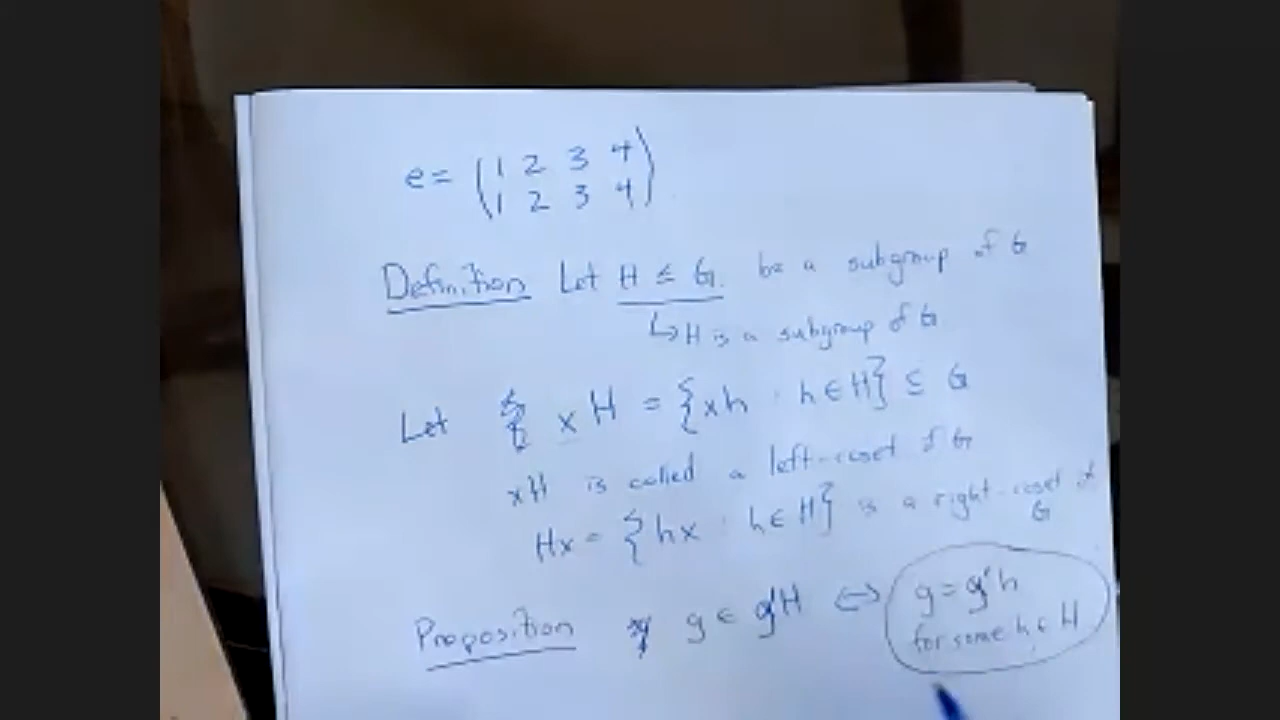 e = (1 2 3 4
1 2 3 4)
Definition Let H ≤ G. be a subgroup of G
↳ H is a subgroup of G
Let xH = {xh : h ∈ H} ⊆ G
xH is called a left-coset of G
Hx = {hx : h ∈ H} is a right-coset of
G
Proposition g ∈ g'H ⟺ g = g'h
for some h ∈ H